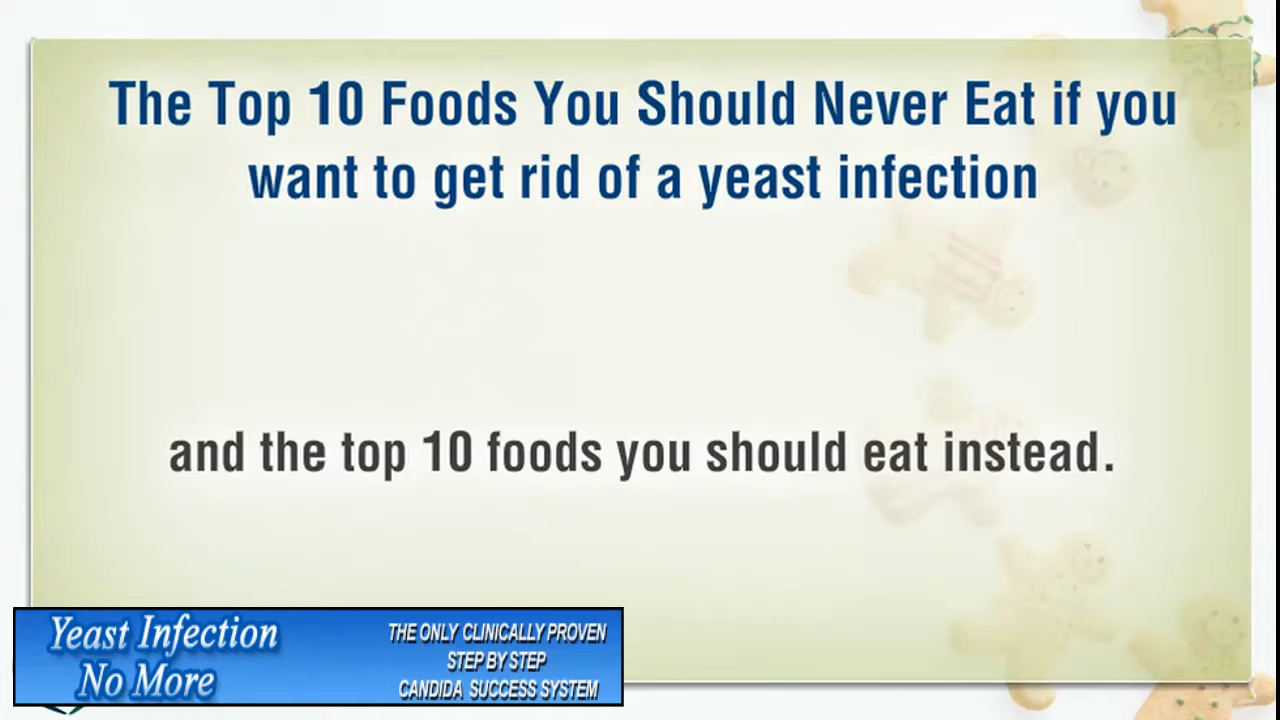 The Top 10 Foods You Should Never Eat if you
want to get rid of a yeast infection
and the top 10 foods you should eat instead.
Yeast Infection
No More
THE ONLY CLINICALLY PROVEN
STEP BY STEP
CANDIDA SUCCESS SYSTEM